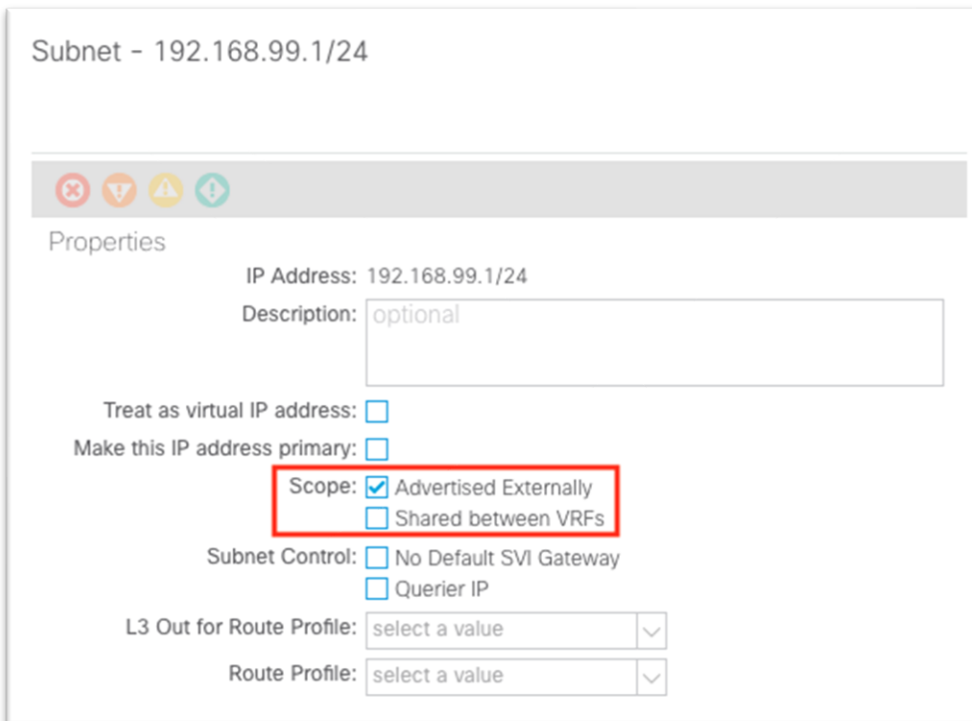 Subnet - 192.168.99.1/24
Properties
IP Address: 192.168.99.1/24
Description: optional
Treat as virtual IP address:
Make this IP address primary:
Scope: Advertised Externally
Shared between VRFs
Subnet Control: No Default SVI Gateway
Querier IP
L3 Out for Route Profile: select a value
Route Profile: select a value